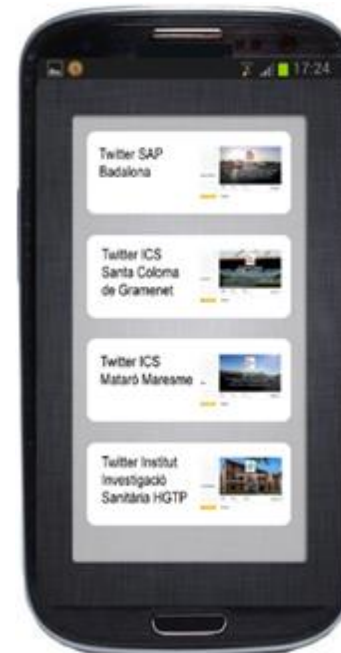 17:24
Twitter SAP
Badalona
Twitter ICS
Santa Coloma
de Gramenet
Twitter ICS
Mataró Maresme
Twitter Institut
Investigació
Sanitària HGTP